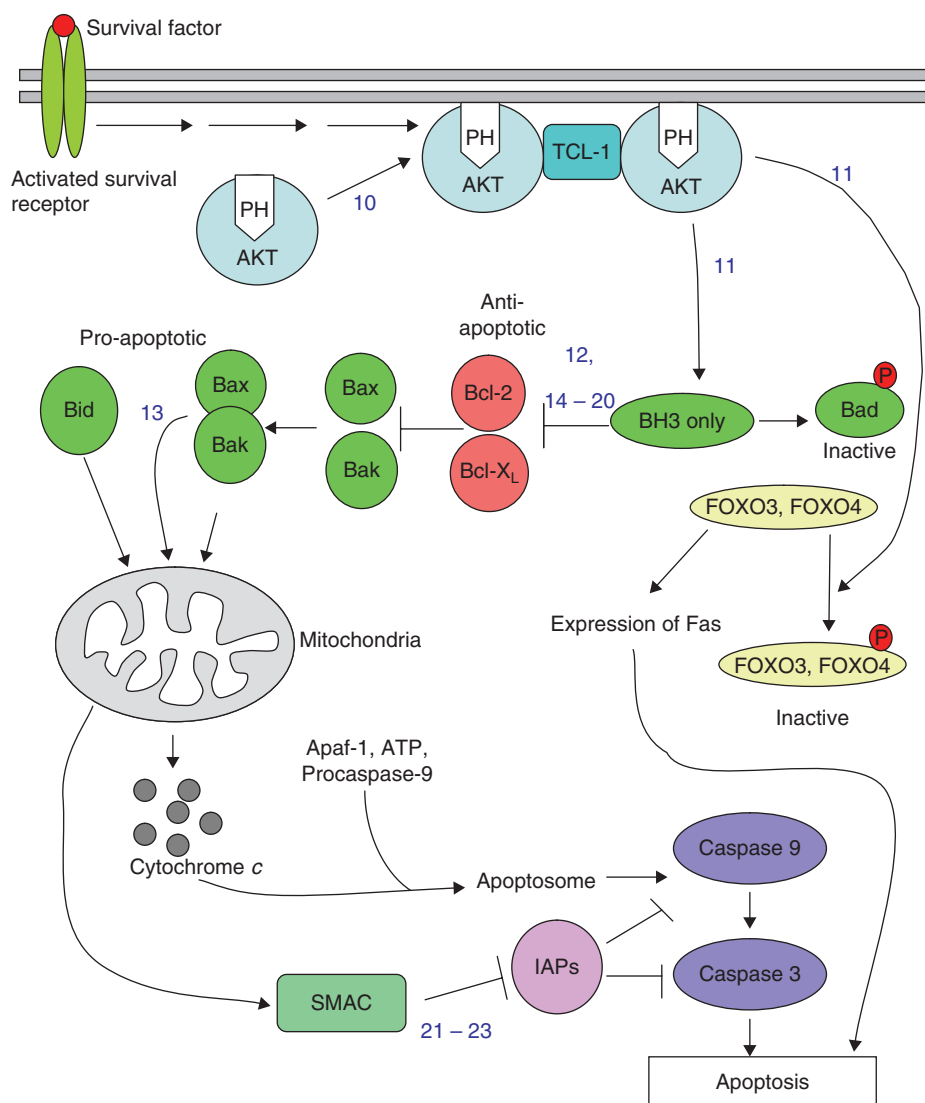 Survival factor
PH
PH
TCL-1
AKT
AKT
Activated survival
receptor
11
10
PH
AKT
11
Anti-
apoptotic
Pro-apoptotic
12,
14 – 20
Bid
13
Bax
Bak
Bax
Bak
Bcl-2
Bcl-XL
BH3 only
P
Bad
Inactive
FOXO3, FOXO4
Mitochondria
Expression of Fas
P
FOXO3, FOXO4
Inactive
Apaf-1, ATP,
Procaspase-9
Cytochrome c
Apoptosome
Caspase 9
IAPs
Caspase 3
SMAC
21 – 23
Apoptosis